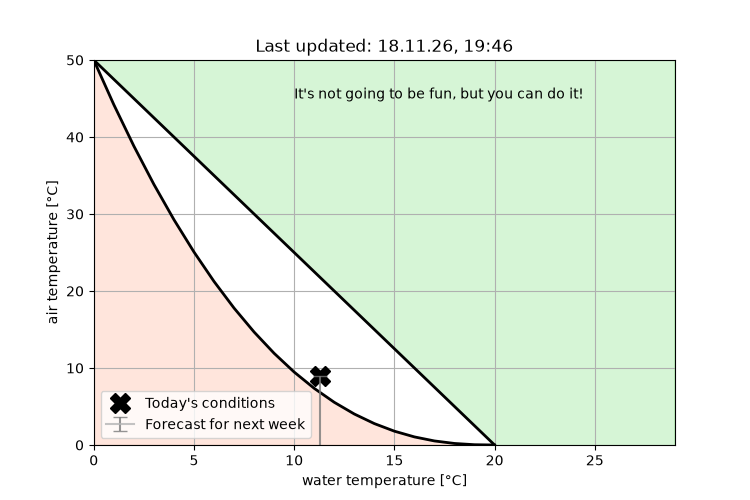 Last updated: 18.11.26, 19:46
50
It's not going to be fun, but you can do it!
40
30
air temperature [°C]
20
10
Today's conditions
Forecast for next week
0
0 5 10 15 20 25
water temperature [°C]